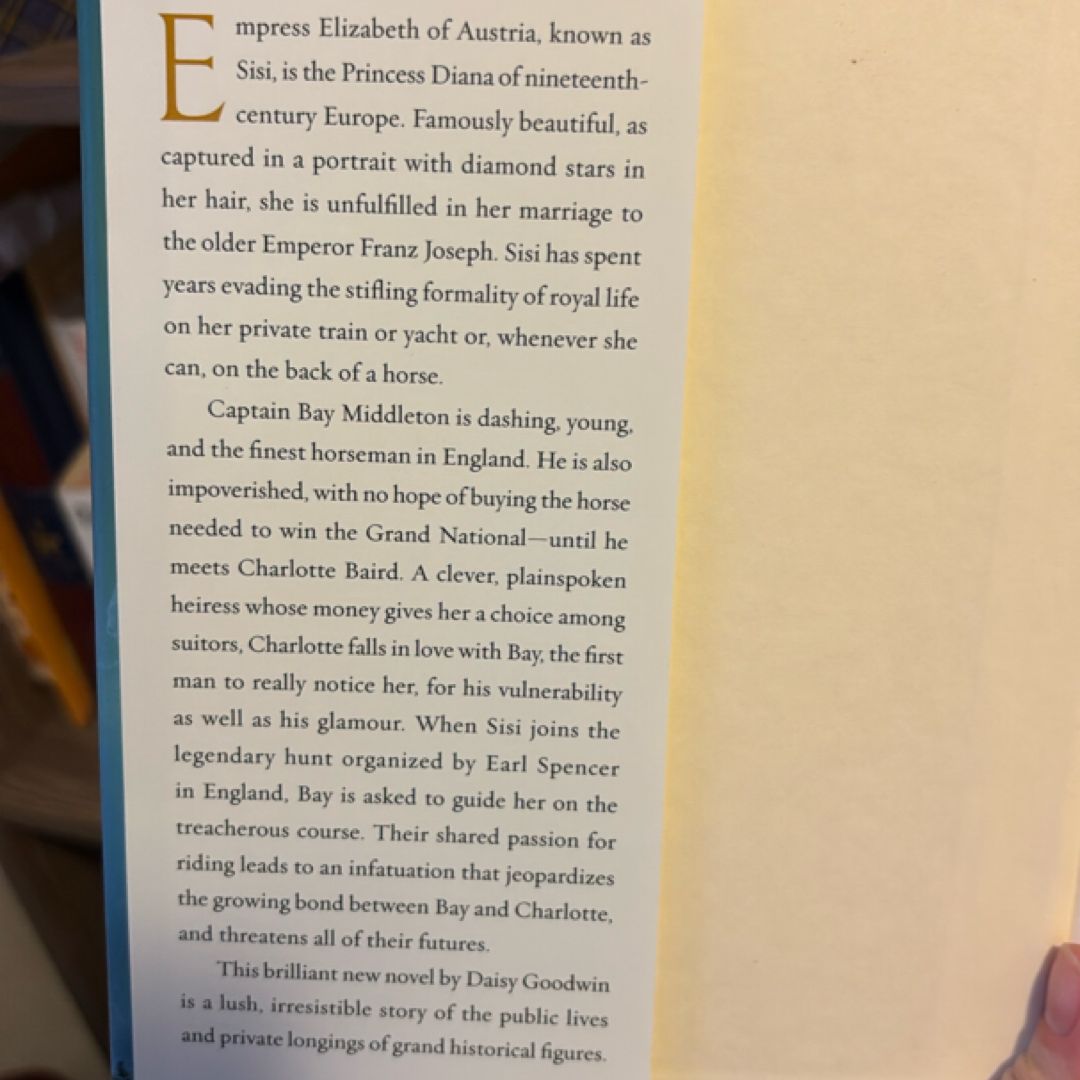 Empress Elizabeth of Austria, known as
Sisi, is the Princess Diana of nineteenth-
century Europe. Famously beautiful, as
captured in a portrait with diamond stars in
her hair, she is unfulfilled in her marriage to
the older Emperor Franz Joseph. Sisi has spent
years evading the stifling formality of royal life
on her private train or yacht or, whenever she
can, on the back of a horse.
Captain Bay Middleton is dashing, young,
and the finest horseman in England. He is also
impoverished, with no hope of buying the horse
needed to win the Grand National—until he
meets Charlotte Baird. A clever, plainspoken
heiress whose money gives her a choice among
suitors, Charlotte falls in love with Bay, the first
man to really notice her, for his vulnerability
as well as his glamour. When Sisi joins the
legendary hunt organized by Earl Spencer
in England, Bay is asked to guide her on the
treacherous course. Their shared passion for
riding leads to an infatuation that jeopardizes
the growing bond between Bay and Charlotte,
and threatens all of their futures.
This brilliant new novel by Daisy Goodwin
is a lush, irresistible story of the public lives
and private longings of grand historical figures.